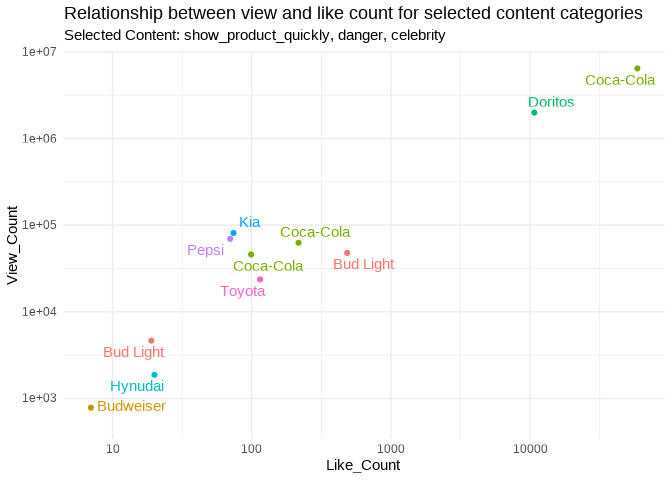 Relationship between view and like count for selected content categories
Selected Content: show_product_quickly, danger, celebrity
1e+07
Coca-Cola
Doritos
1e+06
Kia
1e+05
Coca-Cola
Pepsi
Coca-Cola
Bud Light
View_Count
Toyota
1e+04
Bud Light
Hynudai
1e+03
Budweiser
10
100
1000
10000
Like_Count